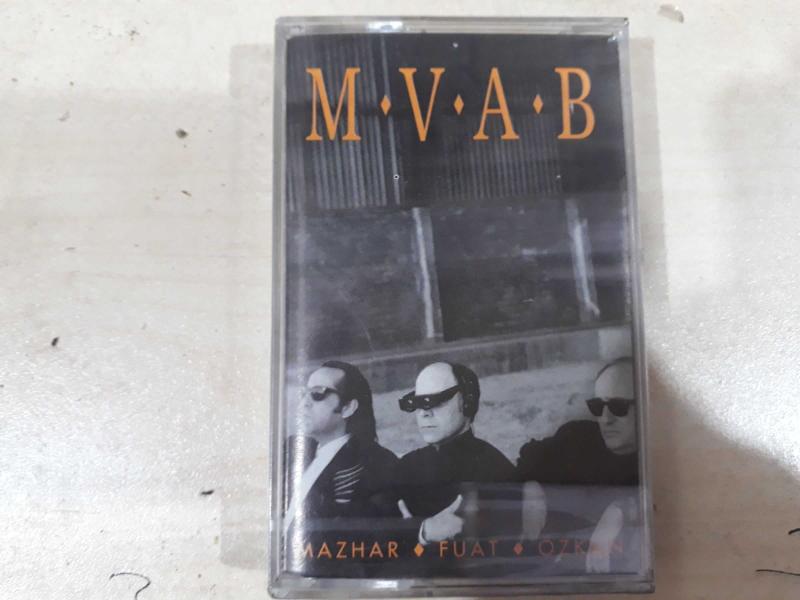 M♦V♦A♦B
MAZHAR ♦ FUAT ♦ ÖZKAN